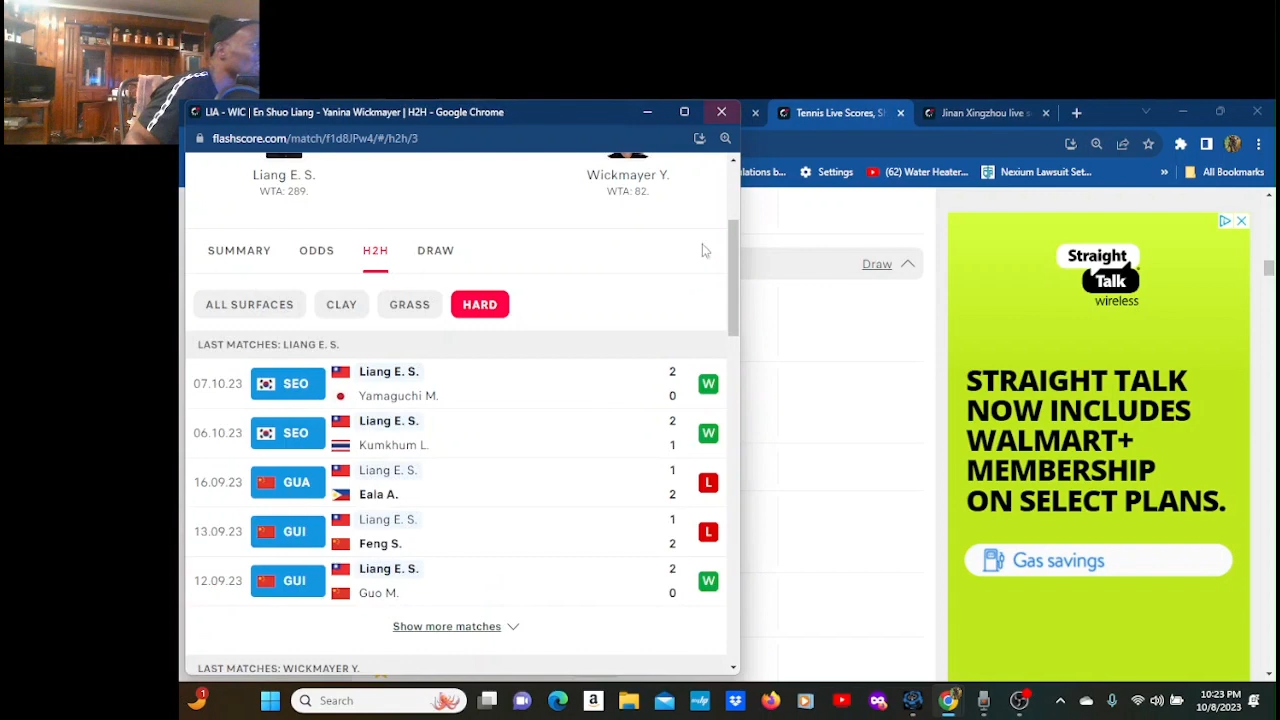 LIA - WIC | En Shuo Liang - Yanina Wickmayer | H2H - Google Chrome
Tennis Live Scores, S
Jinan Xingzhou live s
flashscore.com/match/f1d8JPw4/#/h2h/3
Liang E. S.
WTA: 289.
Wickmayer Y.
WTA: 82.
ulations b...
Settings
(62) Water Heater...
Nexium Lawsuit Set...
»
All Bookmarks
SUMMARY
ODDS
H2H
DRAW
Draw
ALL SURFACES
CLAY
GRASS
HARD
LAST MATCHES: LIANG E. S.
07.10.23 SEO Liang E. S. 2 W
Yamaguchi M. 0
06.10.23 SEO Liang E. S. 2 W
Kumkhum L. 1
16.09.23 GUA Liang E. S. 1 L
Eala A. 2
13.09.23 GUI Liang E. S. 1 L
Feng S. 2
12.09.23 GUI Liang E. S. 2 W
Guo M. 0
Show more matches
LAST MATCHES: WICKMAYER Y.
Straight
Talk
wireless
STRAIGHT TALK
NOW INCLUDES
WALMART+
MEMBERSHIP
ON SELECT PLANS.
Gas savings
1
Search
10:23 PM
10/8/2023